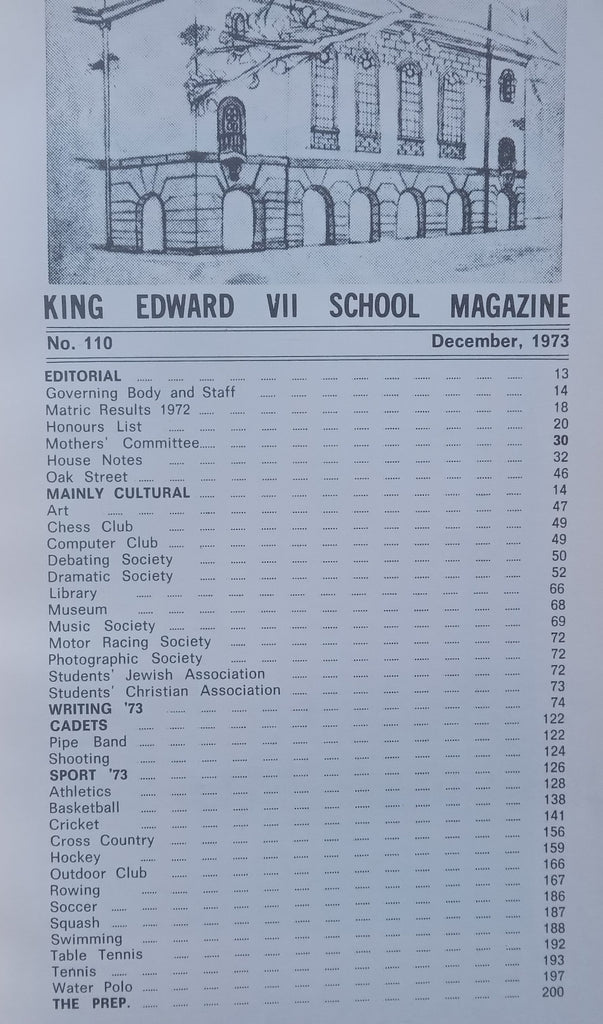 KING EDWARD VII SCHOOL MAGAZINE
No. 110 December, 1973
EDITORIAL 13
Governing Body and Staff 14
Matric Results 1972 18
Honours List 20
Mothers' Committee 30
House Notes 32
Oak Street 46
MAINLY CULTURAL 14
Art 47
Chess Club 49
Computer Club 49
Debating Society 50
Dramatic Society 52
Library 66
Museum 68
Music Society 69
Motor Racing Society 72
Photographic Society 72
Students' Jewish Association 72
Students' Christian Association 73
WRITING '73 74
CADETS 122
Pipe Band 122
Shooting 124
SPORT '73 126
Athletics 128
Basketball 138
Cricket 141
Cross Country 156
Hockey 159
Outdoor Club 166
Rowing 167
Soccer 186
Squash 187
Swimming 188
Table Tennis 192
Tennis 193
Water Polo 197
THE PREP. 200